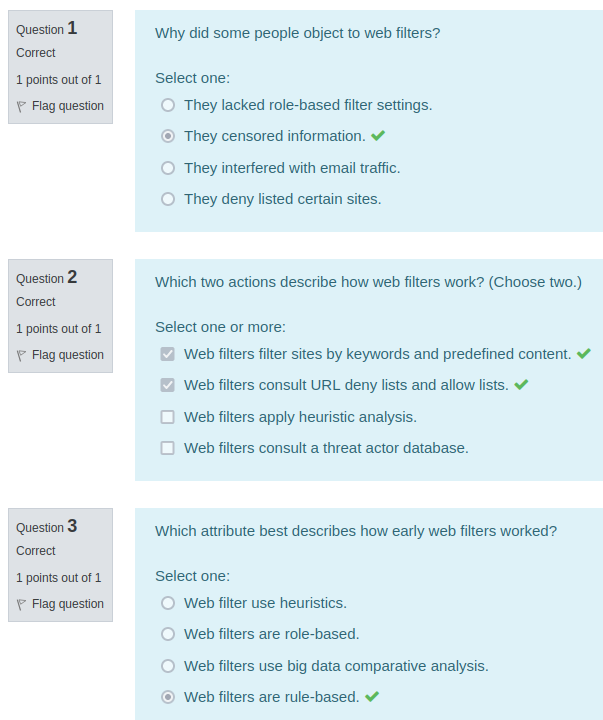 Question 1
Correct
1 points out of 1
Flag question
Why did some people object to web filters?
Select one:
They lacked role-based filter settings.
They censored information.
They interfered with email traffic.
They deny listed certain sites.
Question 2
Correct
1 points out of 1
Flag question
Which two actions describe how web filters work? (Choose two.)
Select one or more:
Web filters filter sites by keywords and predefined content.
Web filters consult URL deny lists and allow lists.
Web filters apply heuristic analysis.
Web filters consult a threat actor database.
Question 3
Correct
1 points out of 1
Flag question
Which attribute best describes how early web filters worked?
Select one:
Web filter use heuristics.
Web filters are role-based.
Web filters use big data comparative analysis.
Web filters are rule-based.